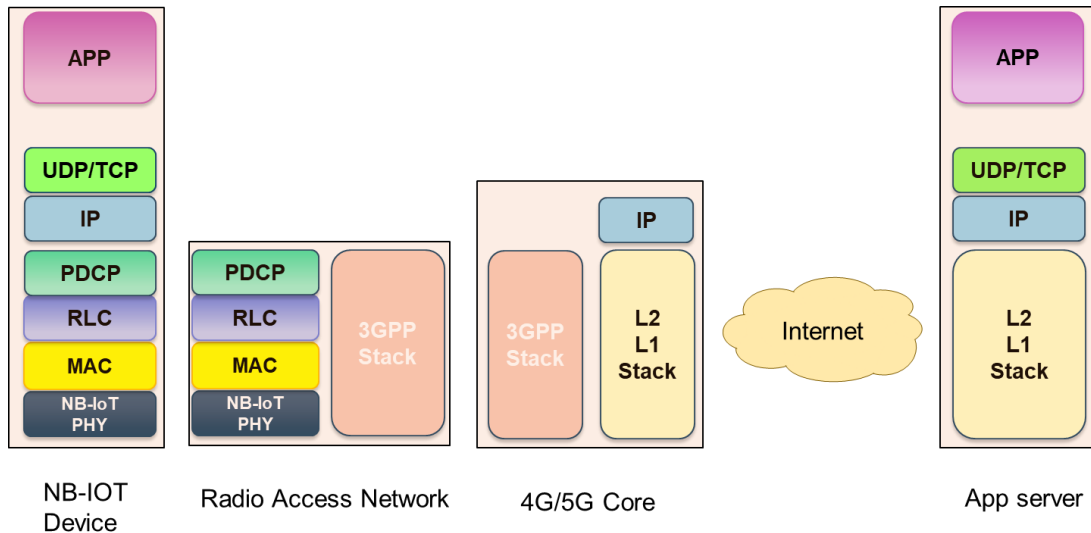 APP
UDP/TCP
IP
PDCP
RLC
MAC
NB-IoT
PHY
NB-IOT
Device
PDCP
RLC
MAC
NB-IoT
PHY
3GPP
Stack
Radio Access Network
3GPP
Stack
IP
L2
L1
Stack
4G/5G Core
Internet
APP
UDP/TCP
IP
L2
L1
Stack
App server